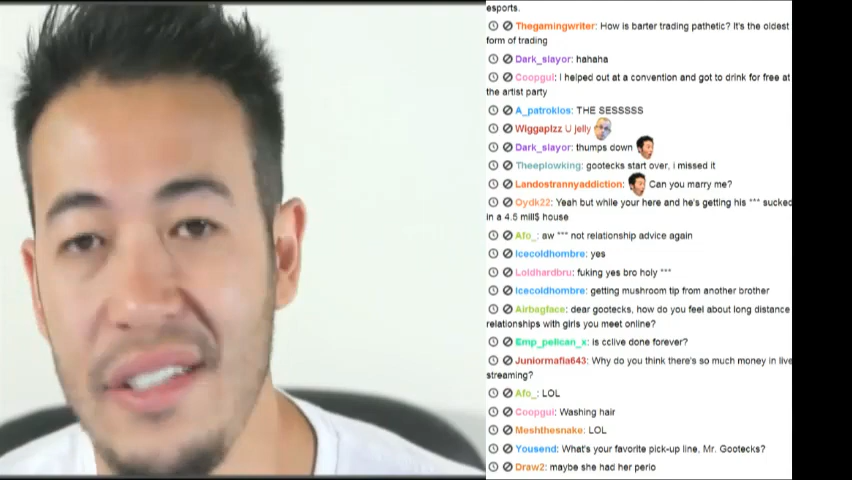 esports.
Thegamingwriter: How is barter trading pathetic? It's the oldest
form of trading
Dark_slayor: hahaha
Coopgui: I helped out at a convention and got to drink for free at
the artist party
A_patroklos: THE SESSSSS
Wiggaplzz U jelly
Dark_slayor: thumps down
Theeplowking: gootecks start over, i missed it
Landostrannyaddiction: Can you marry me?
Oydk22: Yeah but while your here and he's getting his *** sucked
in a 4.5 mill$ house
Afo_: aw *** not relationship advice again
Icecoldhombre: yes
Loldhardbru: fuking yes bro holy ***
Icecoldhombre: getting mushroom tip from another brother
Airbagface: dear gootecks, how do you feel about long distance
relationships with girls you meet online?
Emp_pelican_x: is cclive done forever?
Juniormafia643: Why do you think there's so much money in live
streaming?
Afo_: LOL
Coopgui: Washing hair
Meshthesnake: LOL
Yousend: What's your favorite pick-up line, Mr. Gootecks?
Draw2: maybe she had her perio